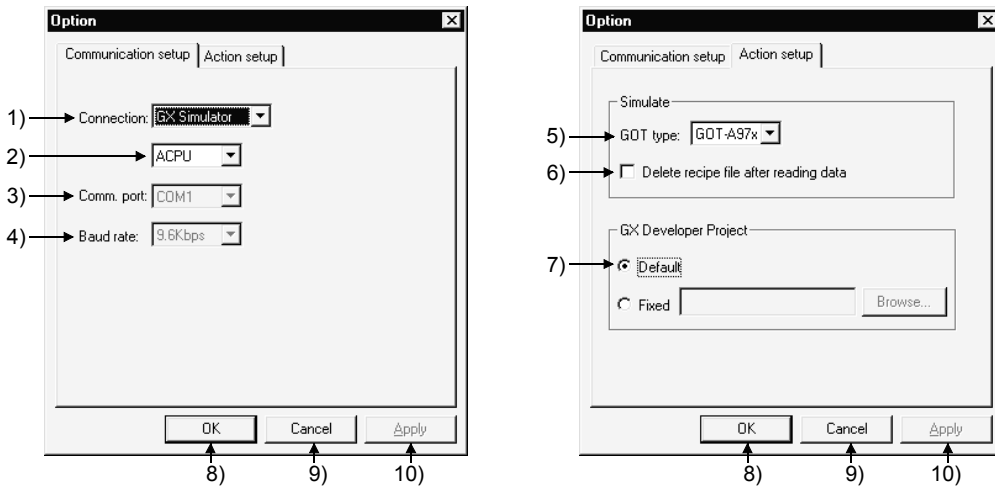 Option
Communication setup Action setup
1) Connection: GX Simulator
2) ACPU
3) Comm. port: COM1
4) Baud rate: 9.6Kbps
OK Cancel Apply
8) 9) 10)
Option
Communication setup Action setup
Simulate
5) GOT type: GOT-A97x
6) Delete recipe file after reading data
GX Developer Project
7) Default
Fixed Browse...
OK Cancel Apply
8) 9) 10)